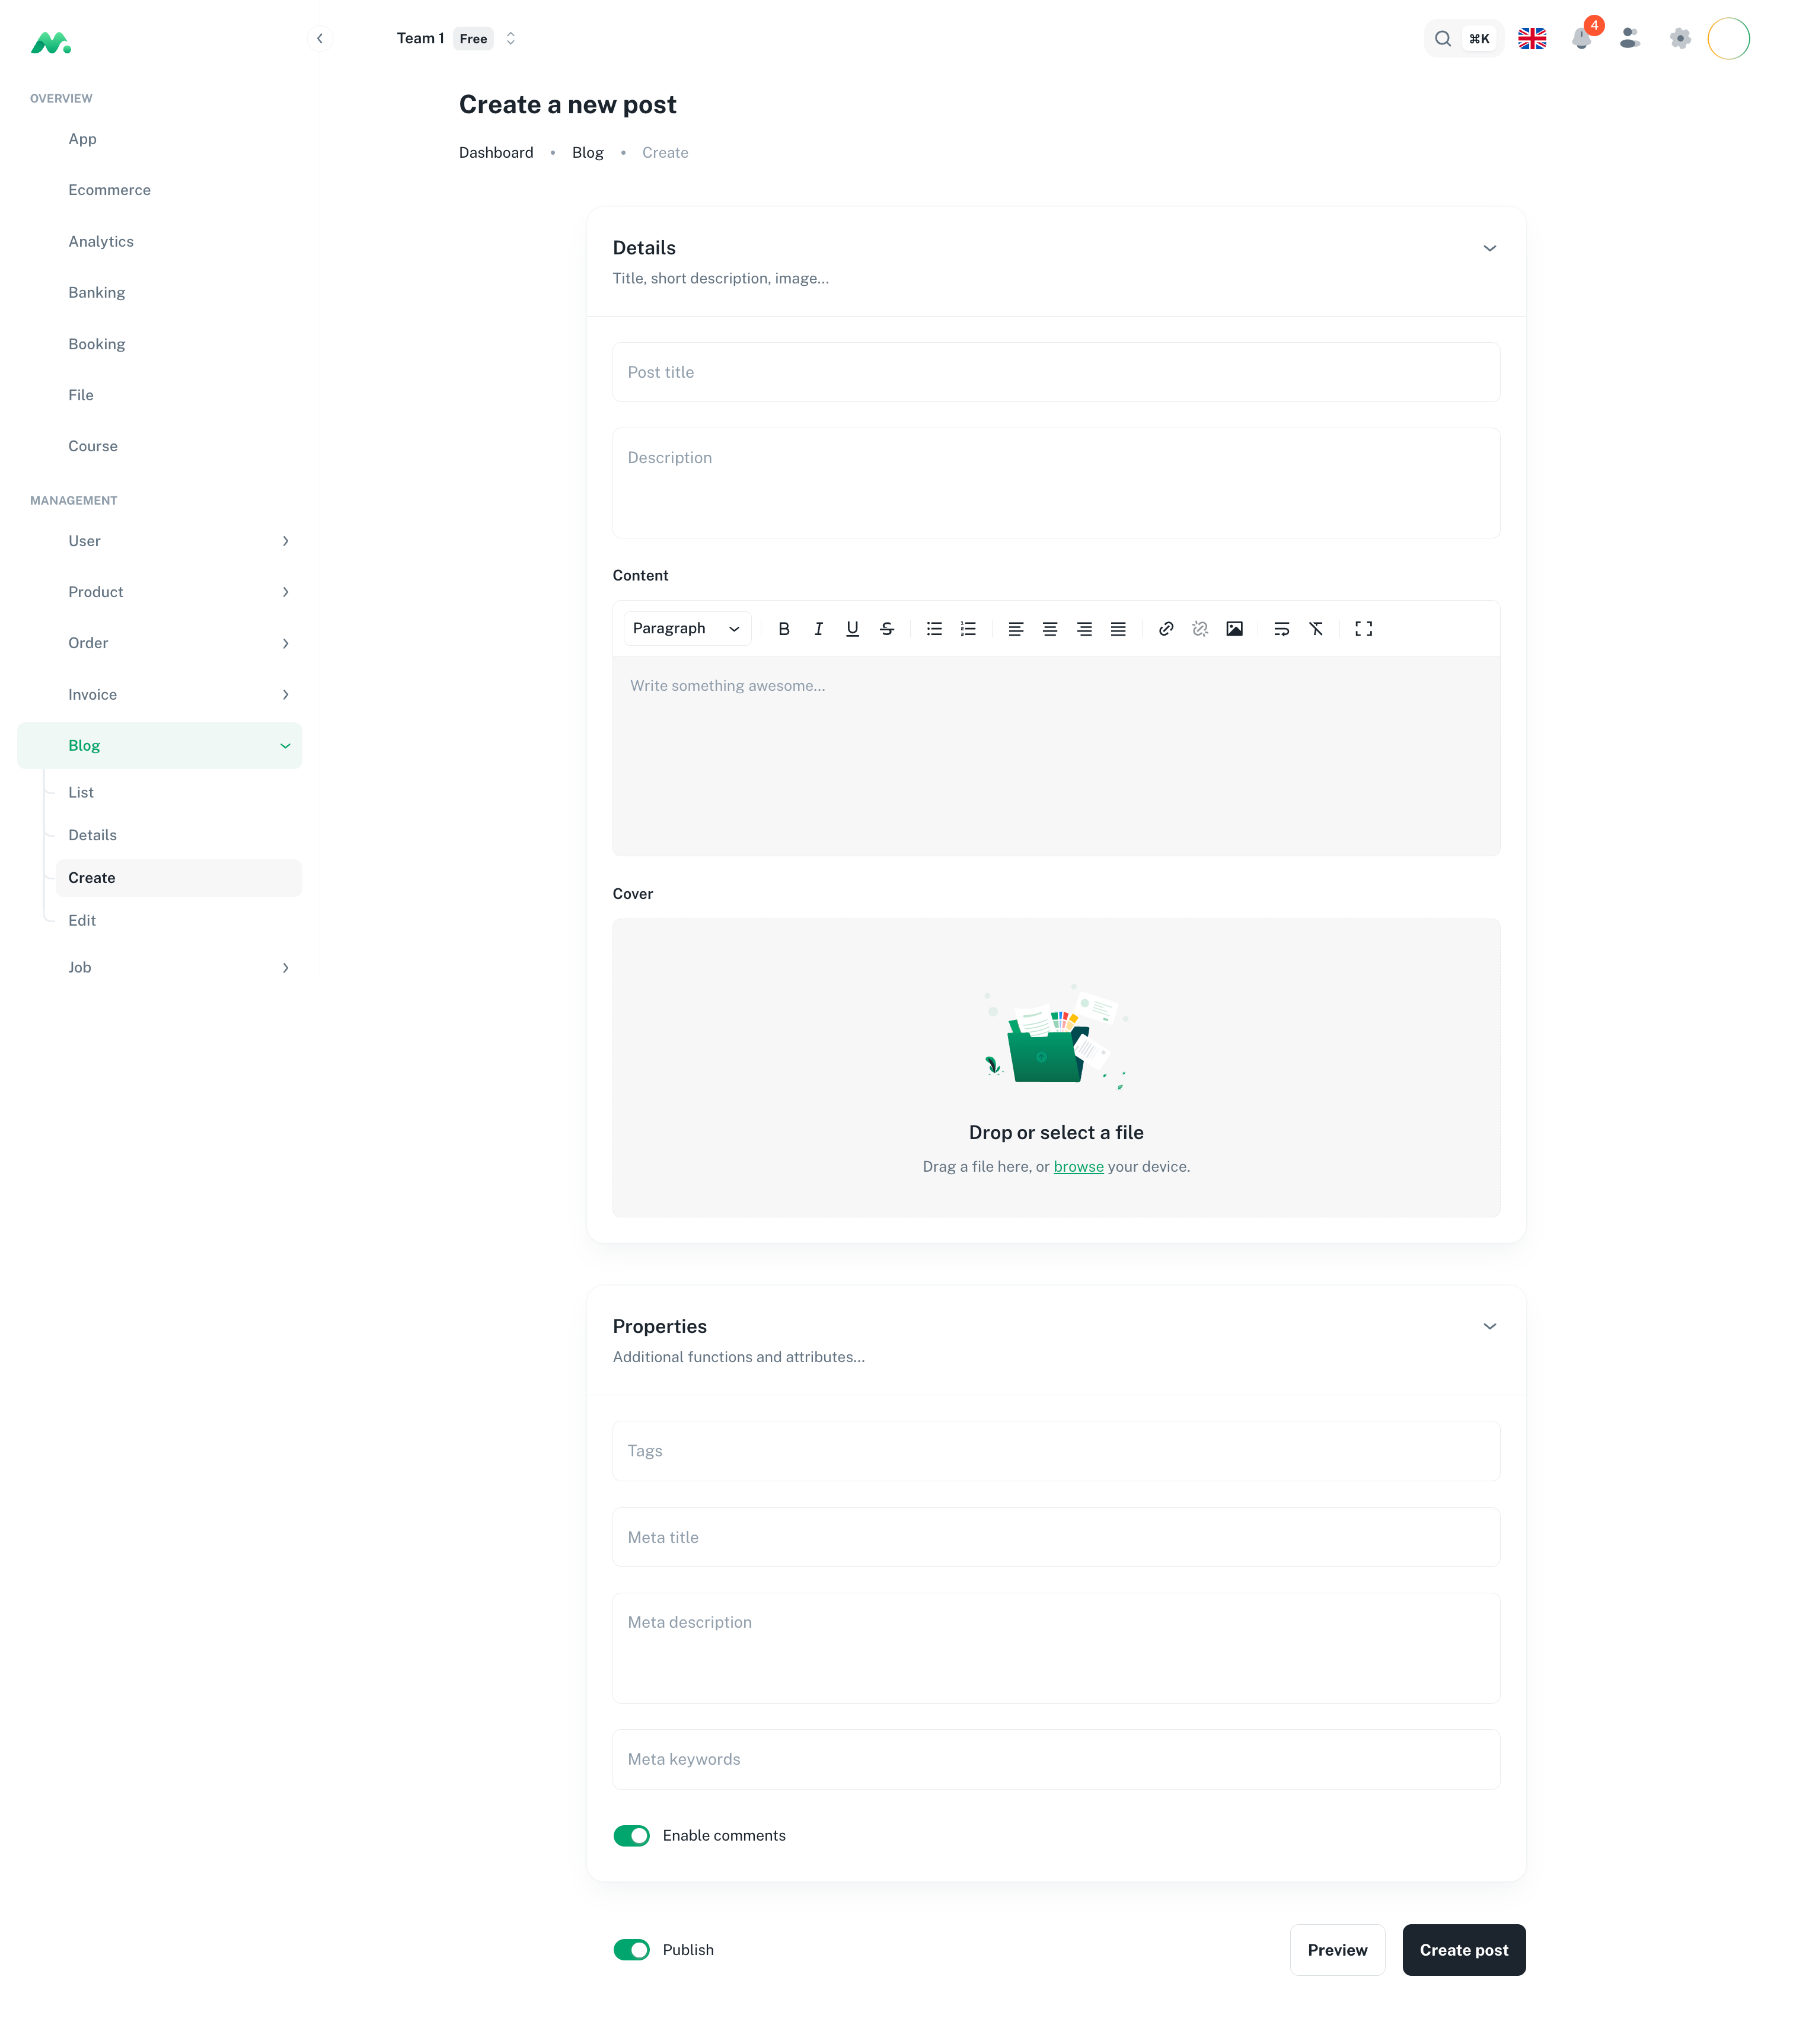 Team 1 Free
⌘K
4
OVERVIEW
App
Ecommerce
Analytics
Banking
Booking
File
Course
MANAGEMENT
User
Product
Order
Invoice
Blog
List
Details
Create
Edit
Job
Create a new post
Dashboard • Blog • Create
Details
Title, short description, image...
Post title
Description
Content
Paragraph
Write something awesome...
Cover
Drop or select a file
Drag a file here, or browse your device.
Properties
Additional functions and attributes...
Tags
Meta title
Meta description
Meta keywords
Enable comments
Publish
Preview
Create post